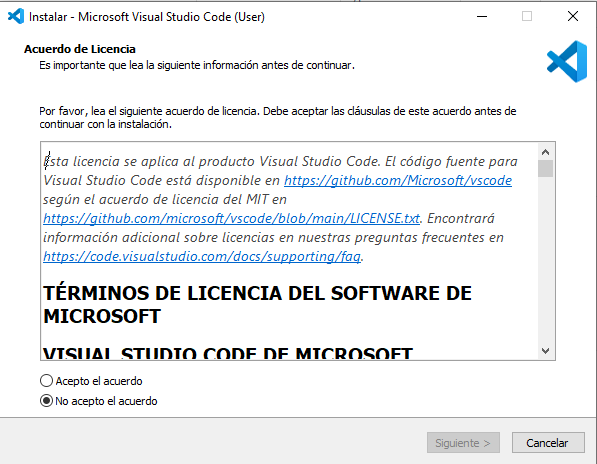 Instalar - Microsoft Visual Studio Code (User)
Acuerdo de Licencia
Es importante que lea la siguiente información antes de continuar.
Por favor, lea el siguiente acuerdo de licencia. Debe aceptar las cláusulas de este acuerdo antes de
continuar con la instalación.
Esta licencia se aplica al producto Visual Studio Code. El código fuente para
Visual Studio Code está disponible en https://github.com/Microsoft/vscode
según el acuerdo de licencia del MIT en
https://github.com/microsoft/vscode/blob/main/LICENSE.txt. Encontrará
información adicional sobre licencias en nuestras preguntas frecuentes en
https://code.visualstudio.com/docs/supporting/faq.
TÉRMINOS DE LICENCIA DEL SOFTWARE DE
MICROSOFT
VISUAL STUDIO CODE DE MICROSOFT
Acepto el acuerdo
No acepto el acuerdo
Siguiente >
Cancelar